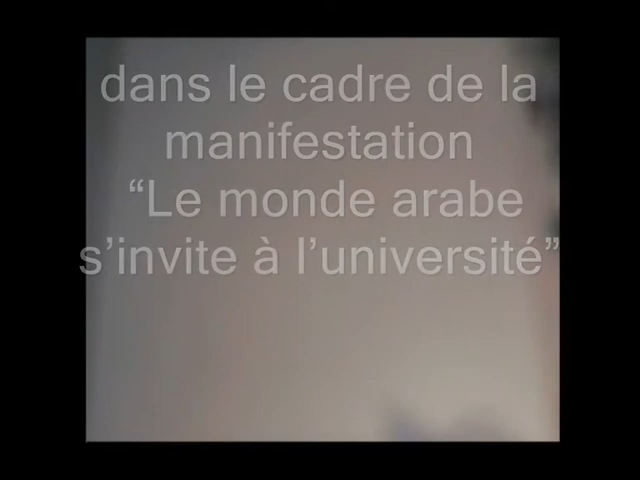 dans le cadre de la
manifestation
“Le monde arabe
s’invite à l’université”